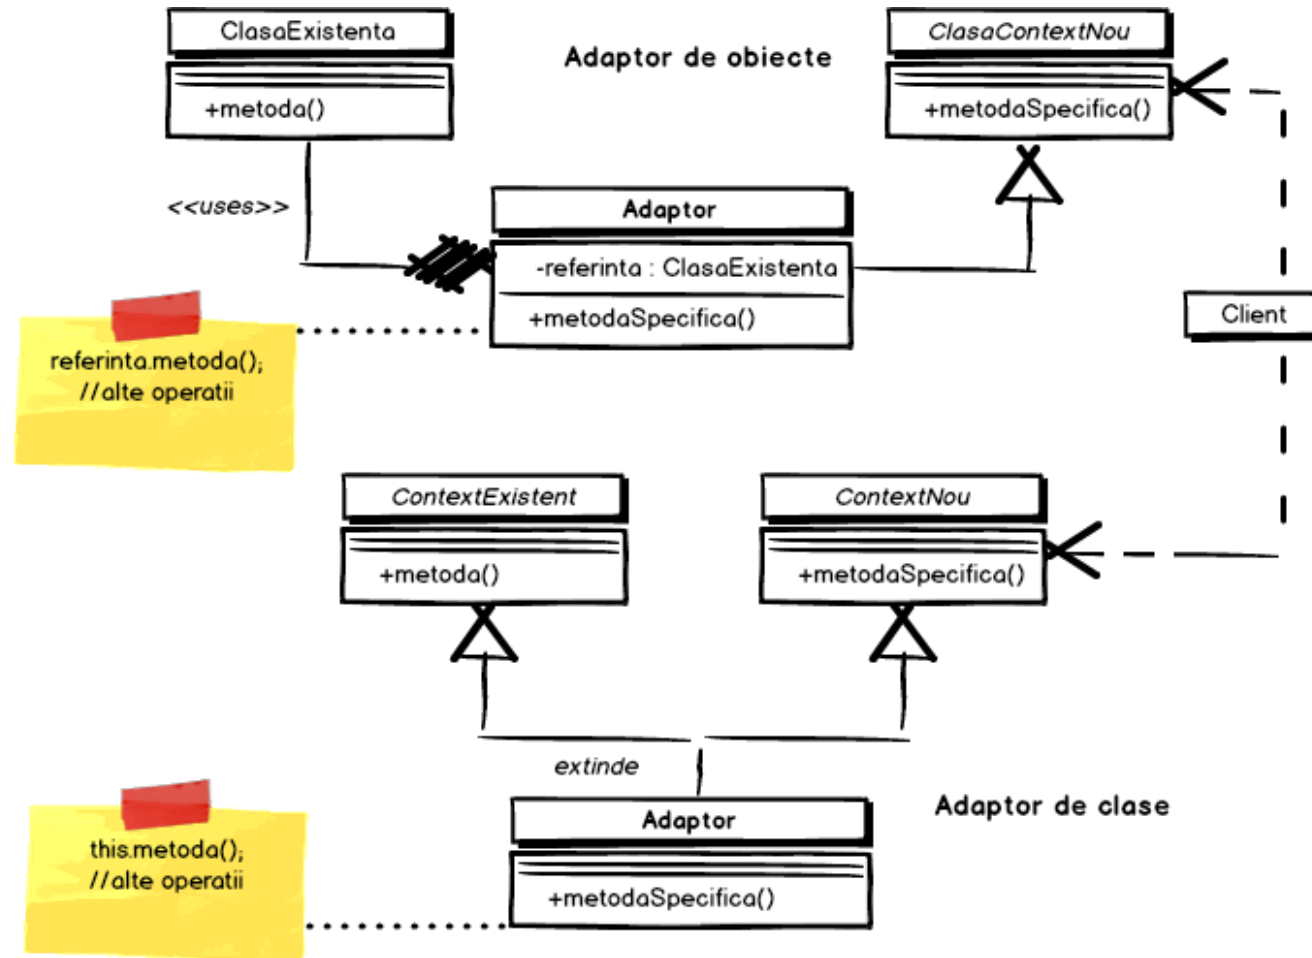 ClasaExistenta
+metoda()
Adaptor de obiecte
ClasaContextNou
+metodaSpecifica()
<<uses>>
Adaptor
-referinta : ClasaExistenta
+metodaSpecifica()
Client
referinta.metoda();
//alte operatii
ContextExistent
+metoda()
ContextNou
+metodaSpecifica()
extinde
Adaptor
+metodaSpecifica()
Adaptor de clase
this.metoda();
//alte operatii